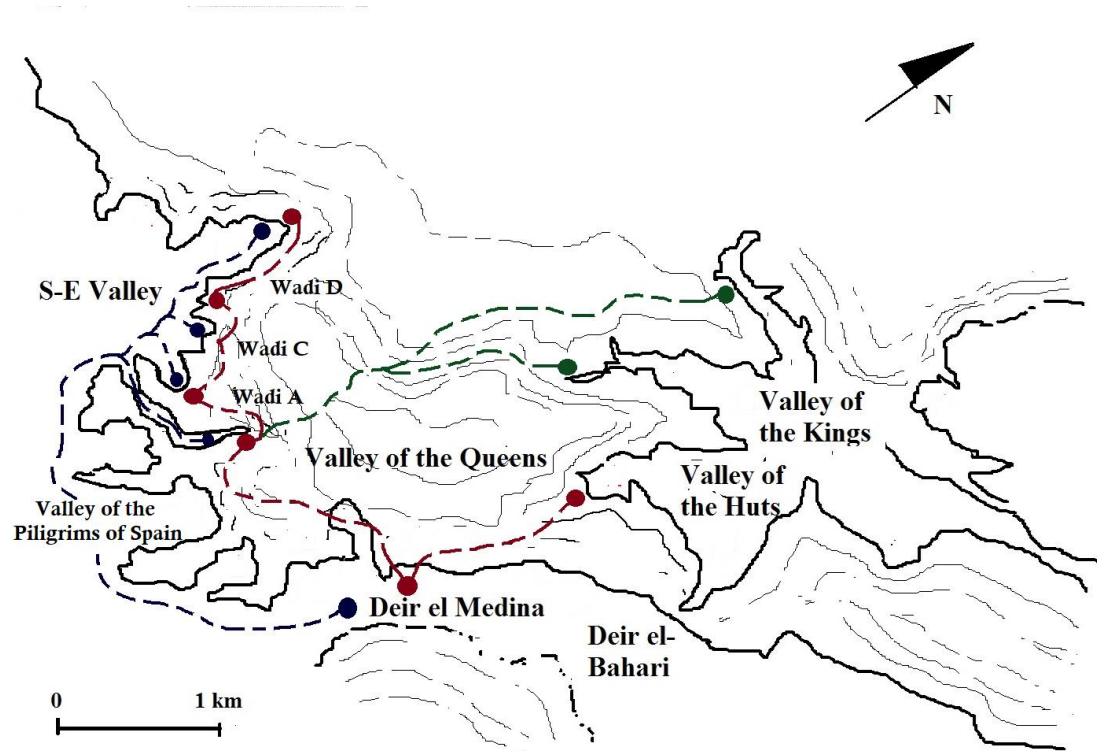 N
S-E Valley
Wadi D
Wadi C
Wadi A
Valley of
the Kings
Valley of the Queens
Valley of
the Huts
Valley of the
Piligrims of Spain
Deir el Medina
Deir el-
Bahari
0
1 km